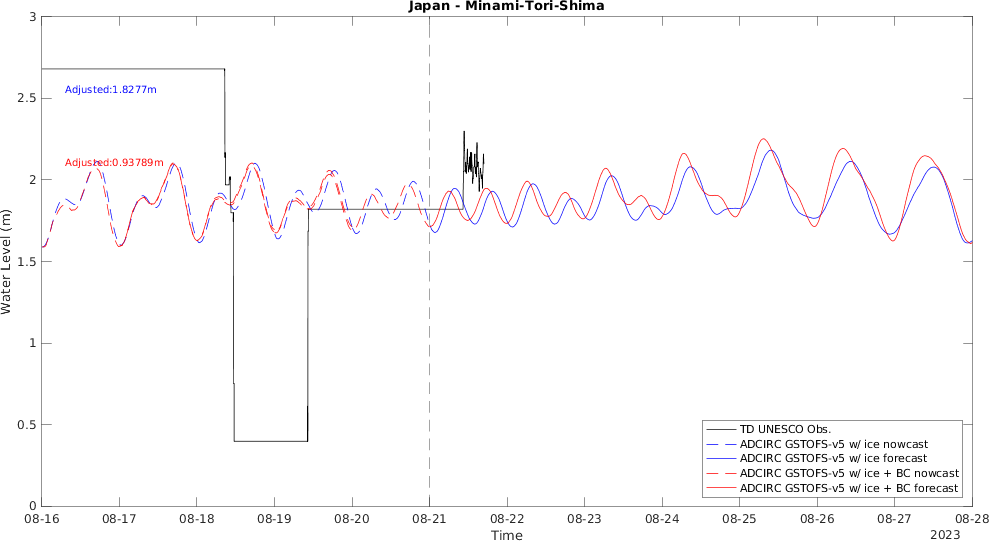 Japan - Minami-Tori-Shima
3
2.5
2
1.5
1
0.5
0
Water Level (m)
Adjusted:1.8277m
Adjusted:0.93789m
TD UNESCO Obs.
ADCIRC GSTOFS-v5 w/ ice nowcast
ADCIRC GSTOFS-v5 w/ ice forecast
ADCIRC GSTOFS-v5 w/ ice + BC nowcast
ADCIRC GSTOFS-v5 w/ ice + BC forecast
08-16 08-17 08-18 08-19 08-20 08-21 08-22 08-23 08-24 08-25 08-26 08-27 08-28
Time
2023